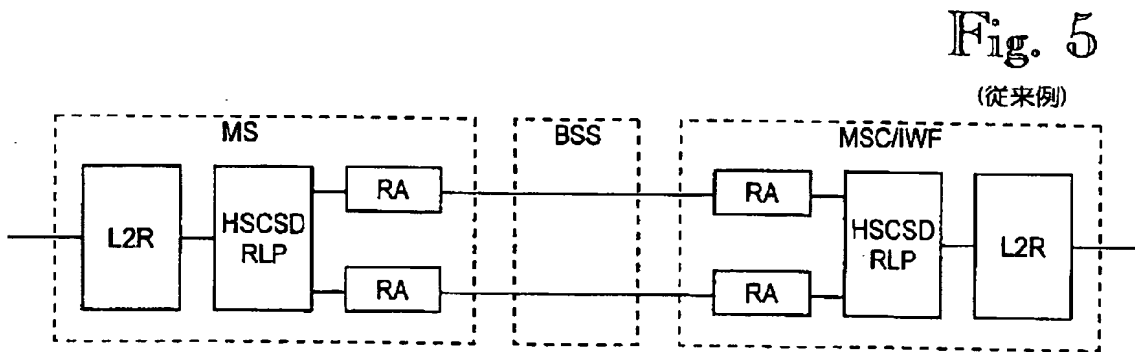 Fig. 5
(従来例)
MS
BSS
MSC/IWF
L2R
HSCSD
RLP
RA
RA
RA
RA
HSCSD
RLP
L2R